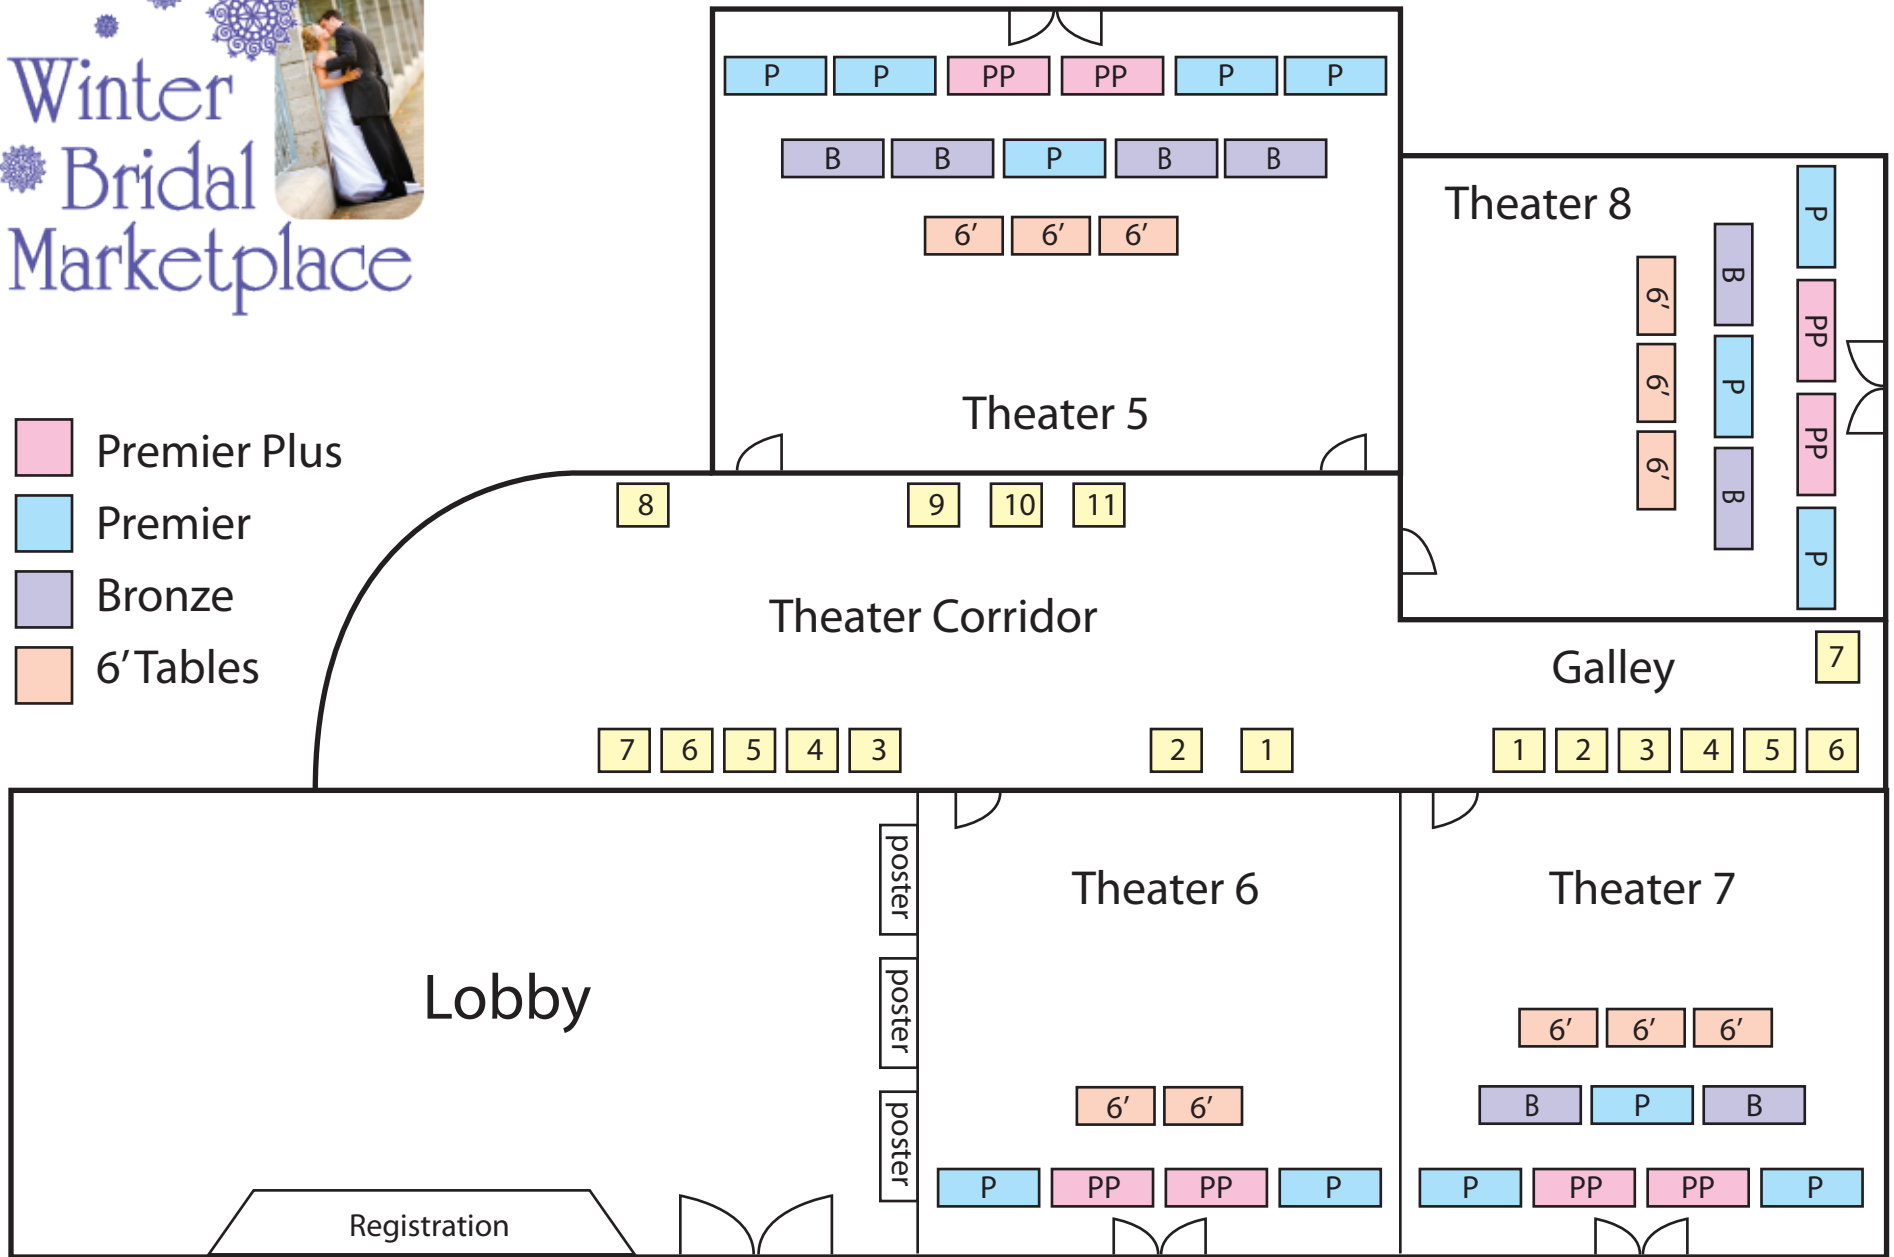 Winter
Bridal
Marketplace
Premier Plus
Premier
Bronze
6’ Tables
P P PP PP P P
B B P B B
6’ 6’ 6’
Theater 5
Theater 8
6’ 6’ 6’
B P B
P PP PP P
8 9 10 11
Theater Corridor
Galley
7
7 6 5 4 3 2 1
1 2 3 4 5 6
Lobby
Registration
poster
poster
poster
Theater 6
6’ 6’
P PP PP P
Theater 7
6’ 6’ 6’
B P B
P PP PP P